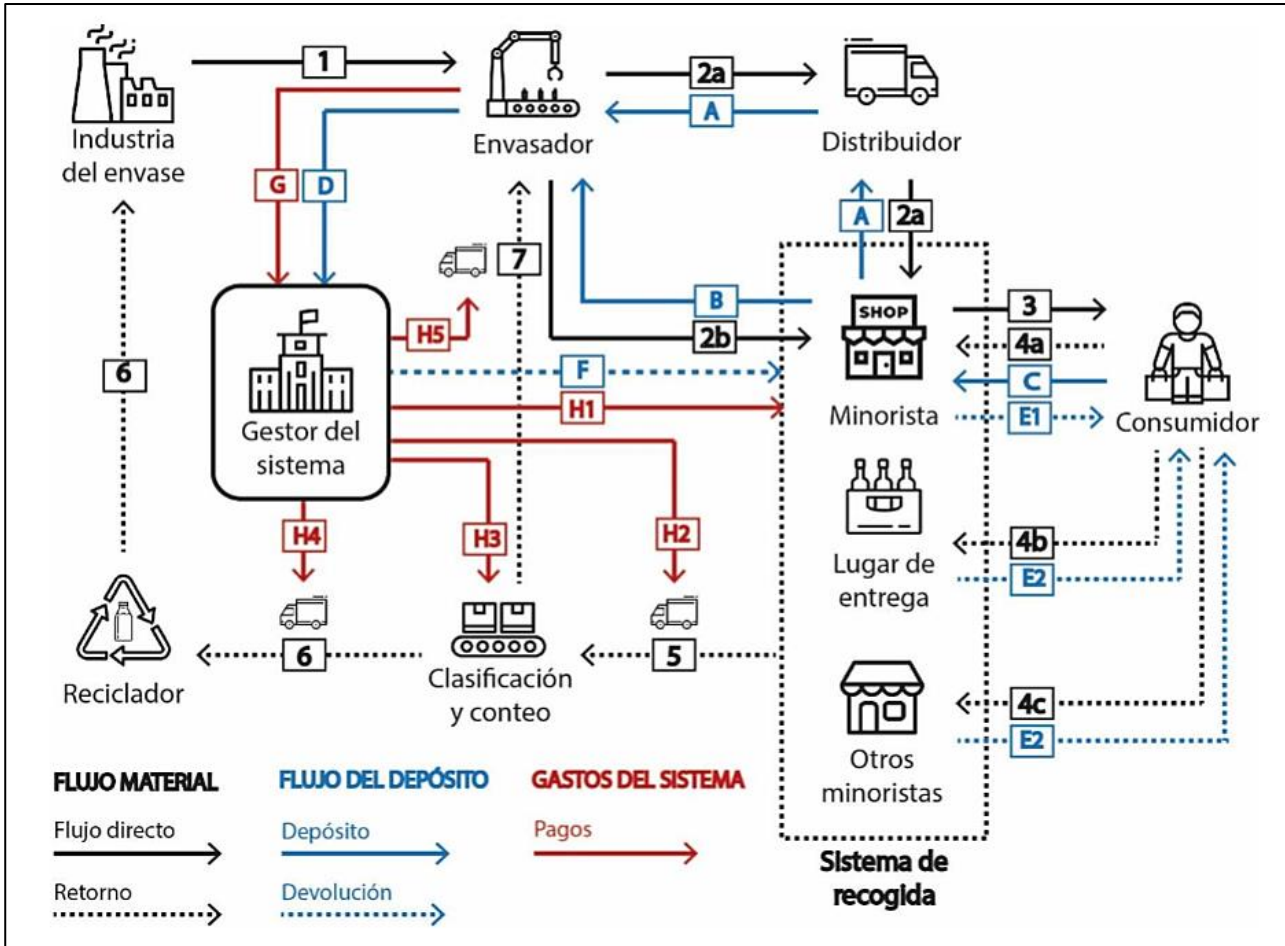 1
2a
A
Industria
del envase
Envasador
Distribuidor
G
D
A
2a
7
B
SHOP
3
H5
2b
4a
6
F
C
H1
Minorista
E1
Consumidor
Gestor del
sistema
H4
H3
H2
4b
Lugar de
entrega
E2
6
5
Reciclador
Clasificación
y conteo
4c
E2
Otros
minoristas
FLUJO MATERIAL
FLUJO DEL DEPÓSITO
GASTOS DEL SISTEMA
Flujo directo
Depósito
Pagos
Retorno
Devolución
Sistema de
recogida